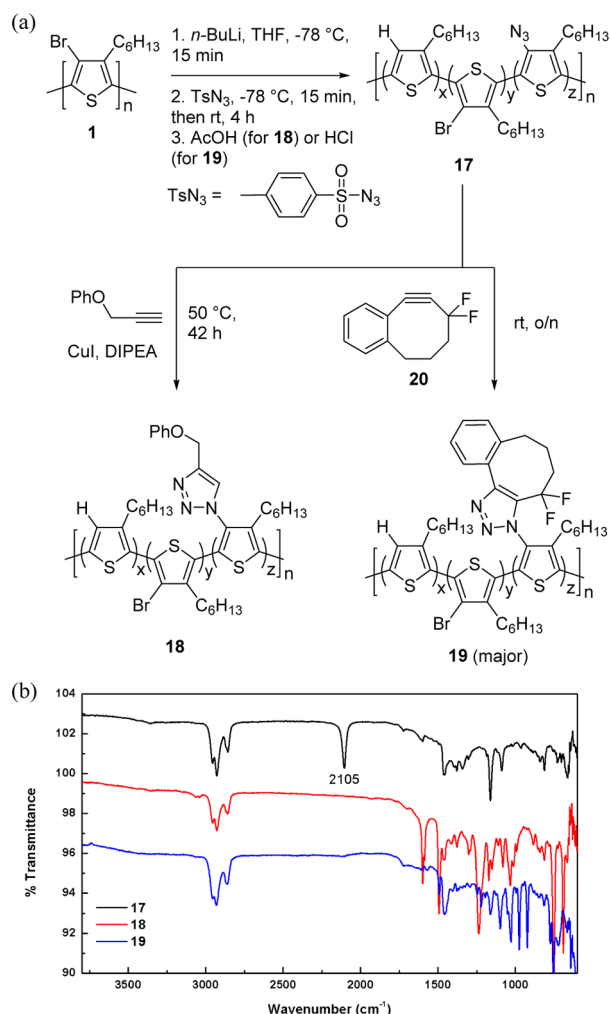 (a)
Br C6H13
S
n
1
1. n-BuLi, THF, -78 °C,
15 min
2. TsN3, -78 °C, 15 min,
then rt, 4 h
3. AcOH (for 18) or HCl
(for 19)
TsN3 =
O
S N3
O
H C6H13 S N3 C6H13
S x y S z n
Br C6H13
17
PhO
CuI, DIPEA
50 °C,
42 h
F
F
20
rt, o/n
PhO
N
N N
H C6H13 S C6H13
S x y S z n
Br C6H13
18
F
F
N
N N
H C6H13 S C6H13
S x y S z n
Br C6H13
19 (major)
(b)
104
102
100
98
96
94
92
90
% Transmittance
2105
17
18
19
3500 3000 2500 2000 1500 1000
Wavenumber (cm-1)